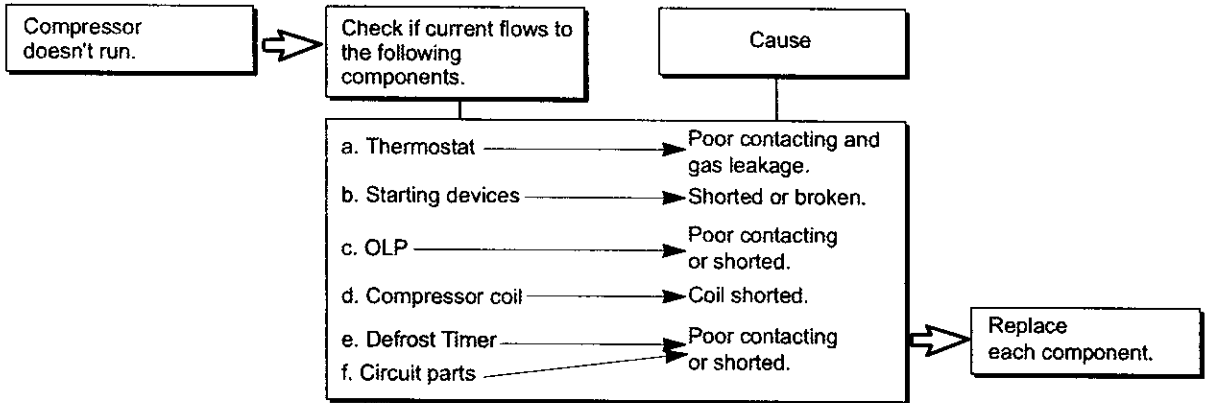 Compressor
doesn't run.
Check if current flows to
the following
components.
Cause
a. Thermostat
Poor contacting and
gas leakage.
b. Starting devices
Shorted or broken.
c. OLP
Poor contacting
or shorted.
d. Compressor coil
Coil shorted.
e. Defrost Timer
Poor contacting
or shorted.
f. Circuit parts
Replace
each component.